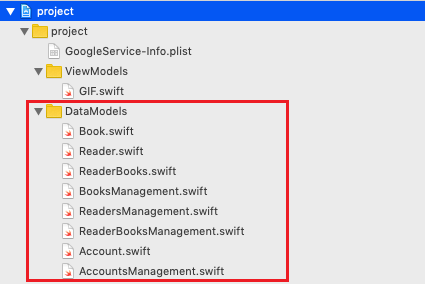 project
project
GoogleService-Info.plist
ViewModels
GIF.swift
DataModels
Book.swift
Reader.swift
ReaderBooks.swift
BooksManagement.swift
ReadersManagement.swift
ReaderBooksManagement.swift
Account.swift
AccountsManagement.swift